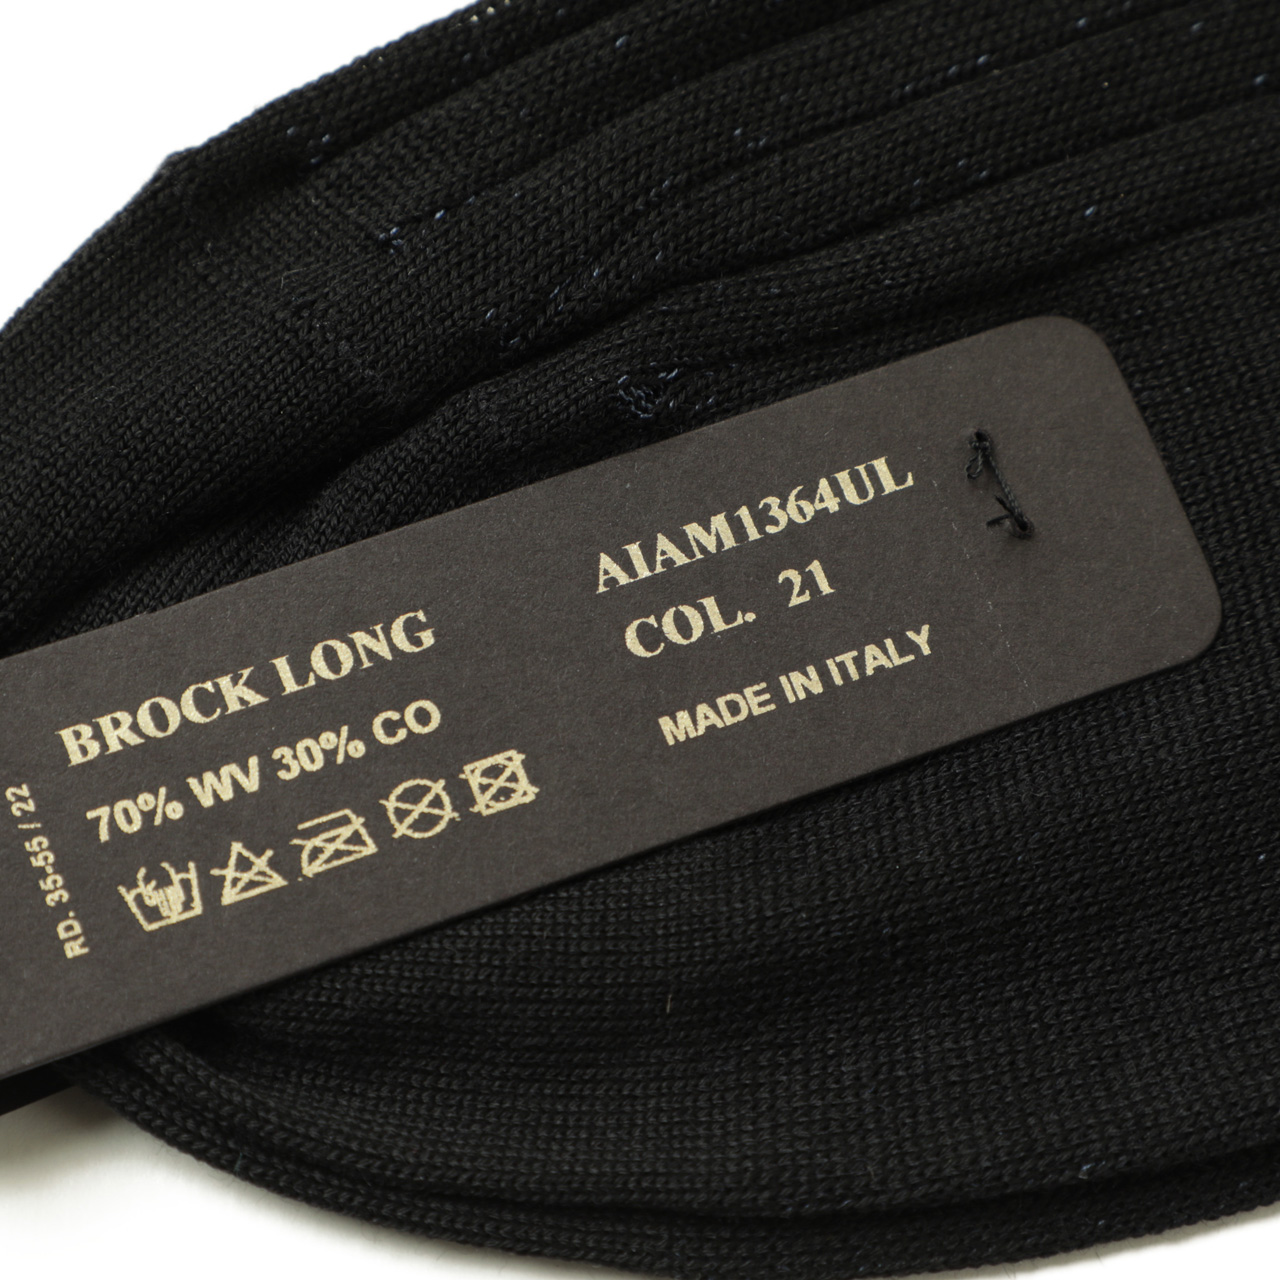 BROCK LONG
70% WV 30% CO
RD. 35-55 / 22
AIAM1364UL
COL. 21
MADE IN ITALY